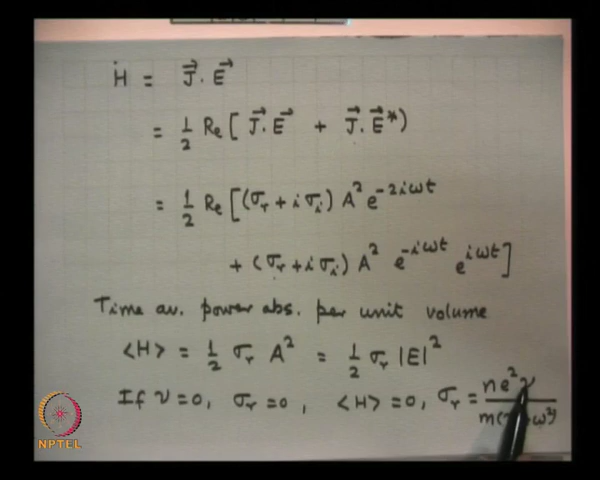 H = J⃗ . E⃗
= 1/2 Re [ J⃗ . E⃗ + J⃗ . E⃗* )
= 1/2 Re [ (σr + i σi) A² e^-2iωt
+ (σr + i σi) A² e^-iωt e^iωt ]
Time av. power abs. per unit volume
<H> = 1/2 σr A² = 1/2 σr |E|²
If ν = 0, σr = 0, <H> = 0, σr = ne²ν / m( ω²)
NPTEL